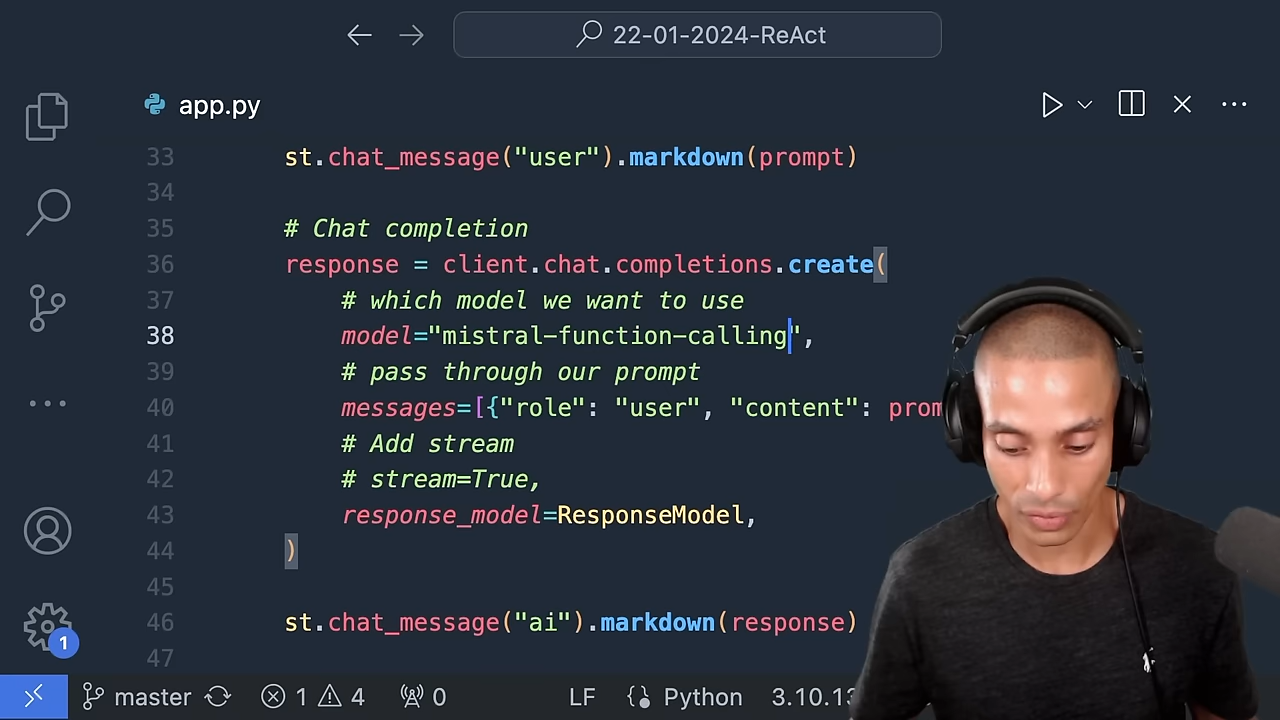 22-01-2024-ReAct
app.py
33 st.chat_message("user").markdown(prompt)
34
35 # Chat completion
36 response = client.chat.completions.create(
37 # which model we want to use
38 model="mistral-function-calling",
39 # pass through our prompt
40 messages=[{"role": "user", "content": prom
41 # Add stream
42 # stream=True,
43 response_model=ResponseModel,
44 )
45
46 st.chat_message("ai").markdown(response)
47
1
master 1 4 0 LF Python 3.10.13